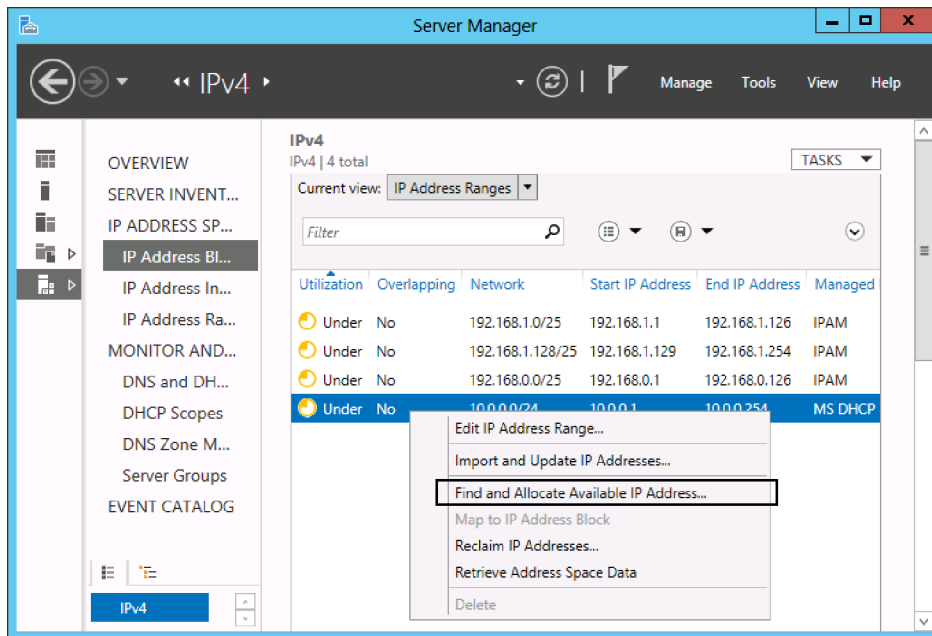 Server Manager
IPv4
Manage Tools View Help
OVERVIEW
SERVER INVENT...
IP ADDRESS SP...
IP Address Bl...
IP Address In...
IP Address Ra...
MONITOR AND...
DNS and DH...
DHCP Scopes
DNS Zone M...
Server Groups
EVENT CATALOG
IPv4
IPv4
IPv4 | 4 total
TASKS
Current view: IP Address Ranges
Filter
Utilization Overlapping Network Start IP Address End IP Address Managed
Under No 192.168.1.0/25 192.168.1.1 192.168.1.126 IPAM
Under No 192.168.1.128/25 192.168.1.129 192.168.1.254 IPAM
Under No 192.168.0.0/25 192.168.0.1 192.168.0.126 IPAM
Under No 10.0.0.0/24 10.0.0.1 10.0.0.254 MS DHCP
Edit IP Address Range...
Import and Update IP Addresses...
Find and Allocate Available IP Address...
Map to IP Address Block
Reclaim IP Addresses...
Retrieve Address Space Data
Delete